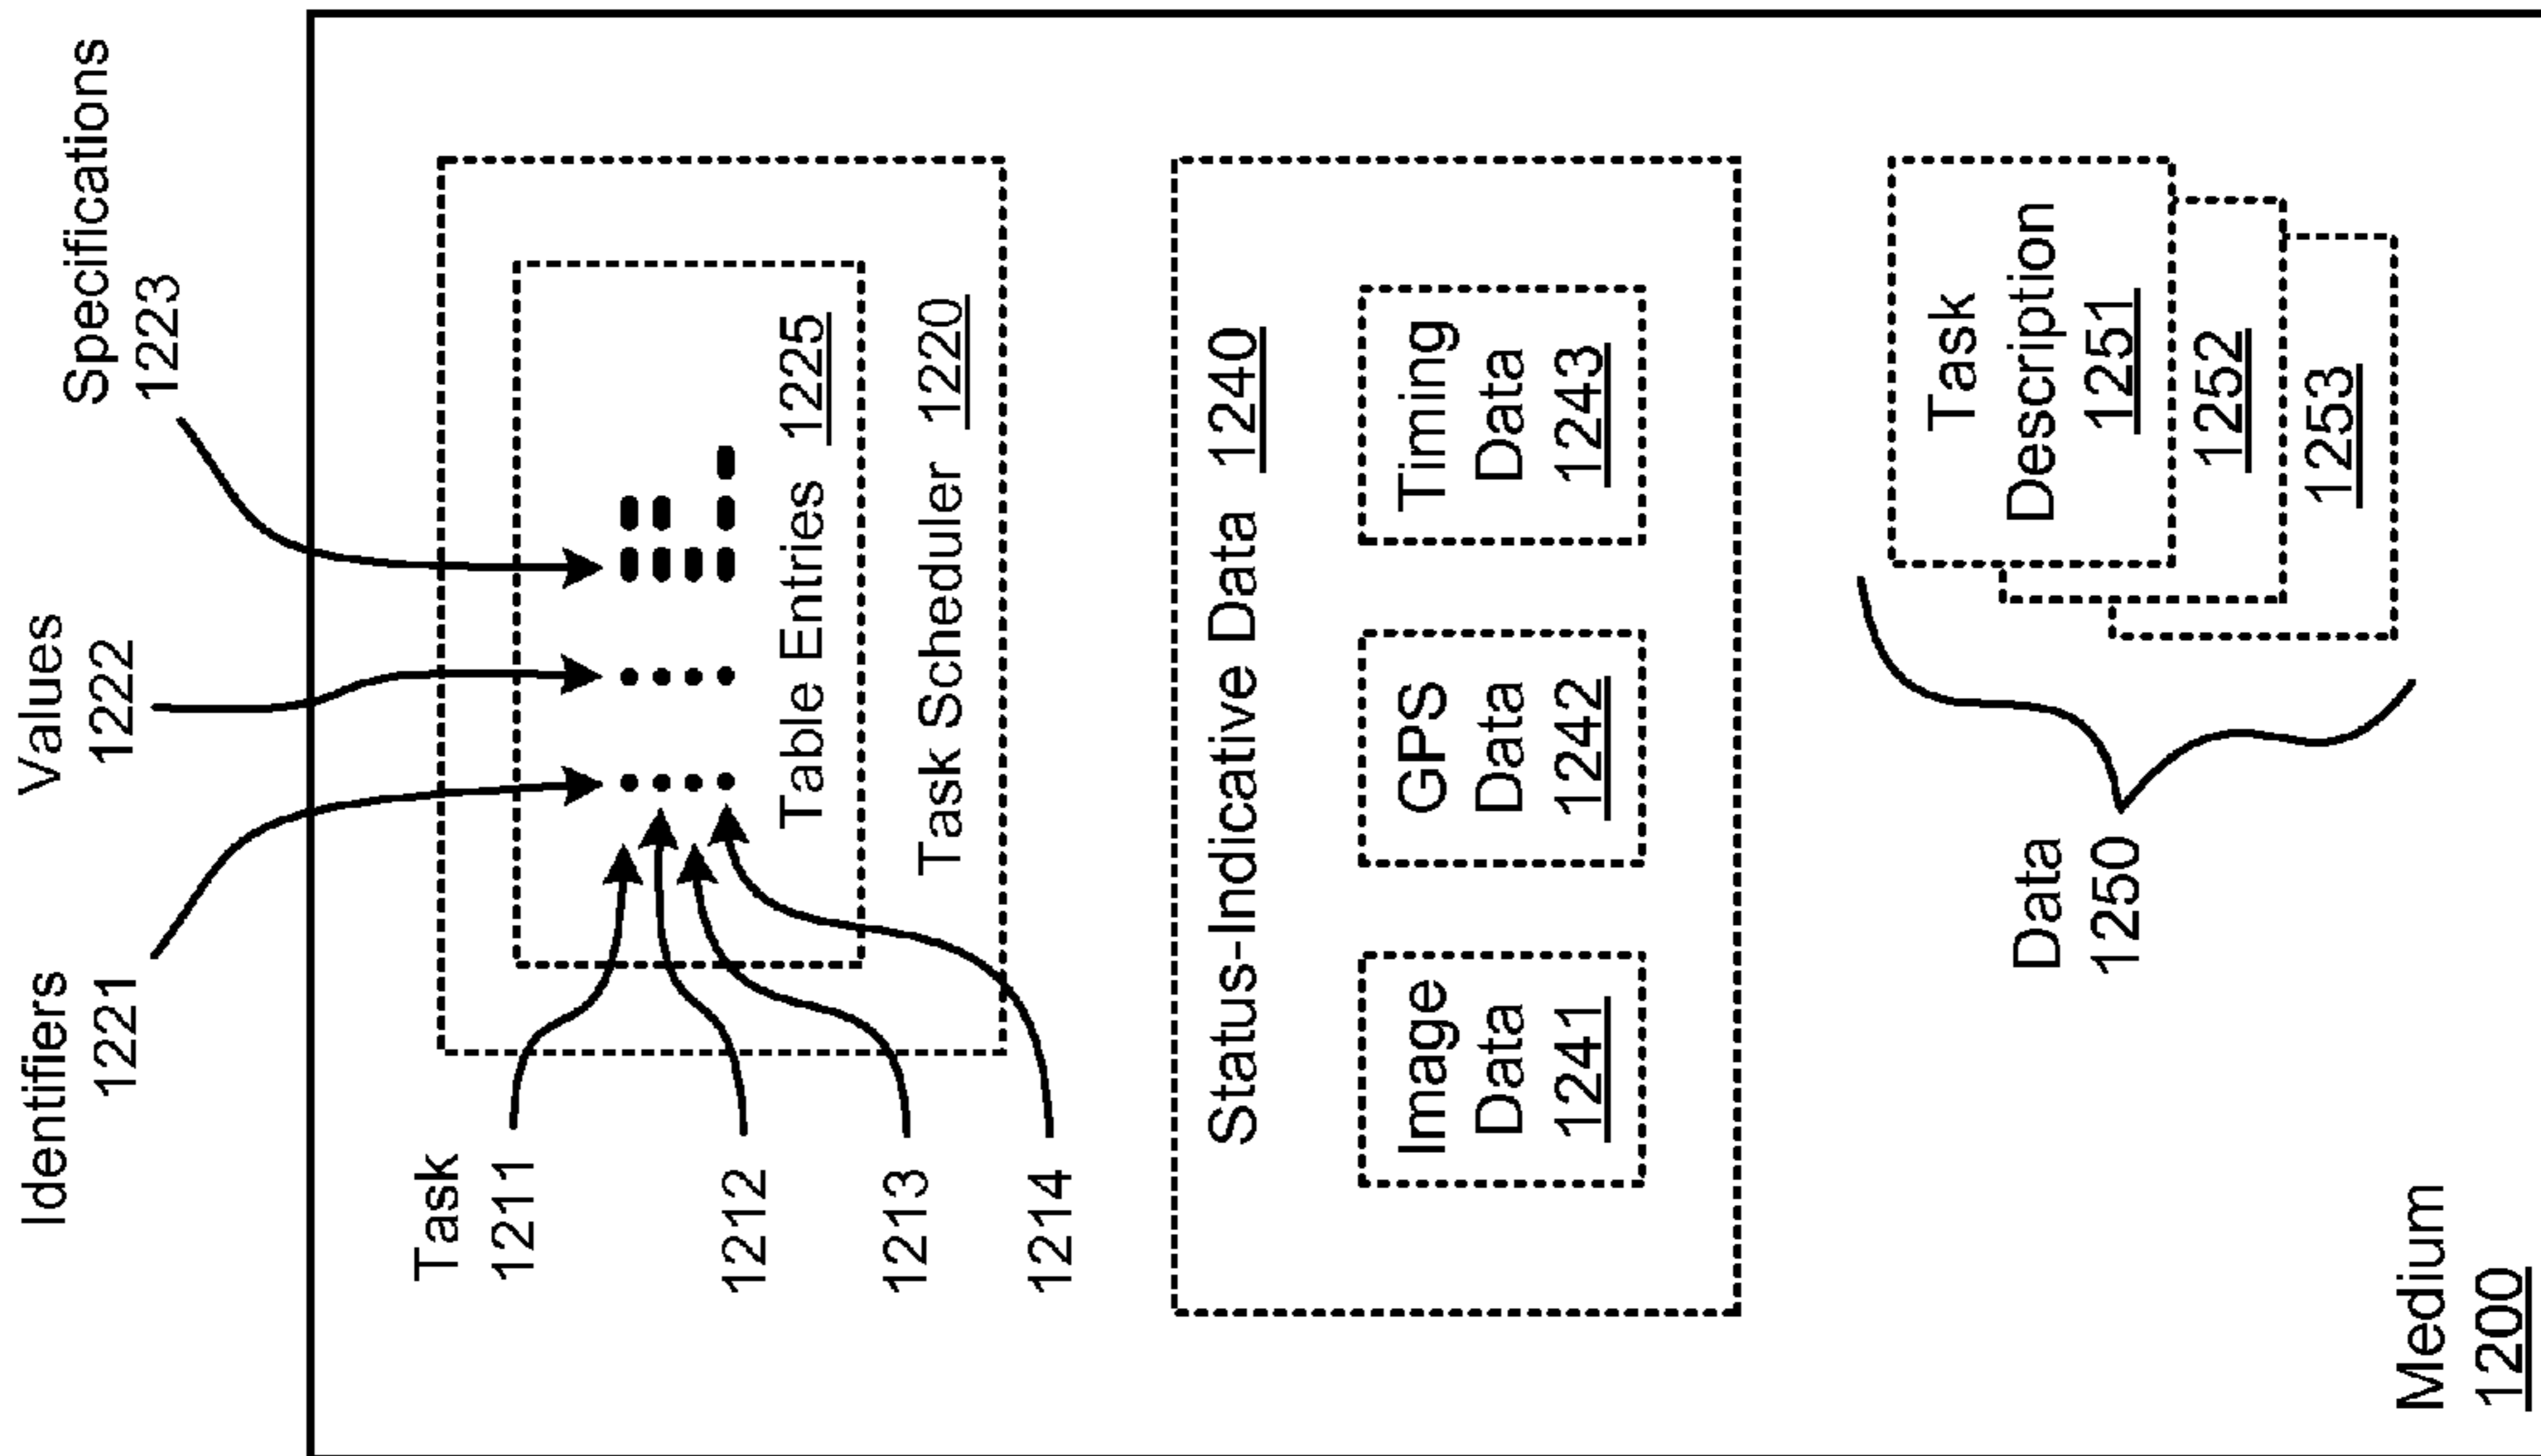 Identifiers
1221
Values
1222
Specifications
1223
Task
1211
1212
1213
1214
Table Entries 1225
Task Scheduler 1220
Status-Indicative Data 1240
Image
Data
1241
GPS
Data
1242
Timing
Data
1243
Data
1250
Task
Description
1251
1252
1253
Medium
1200